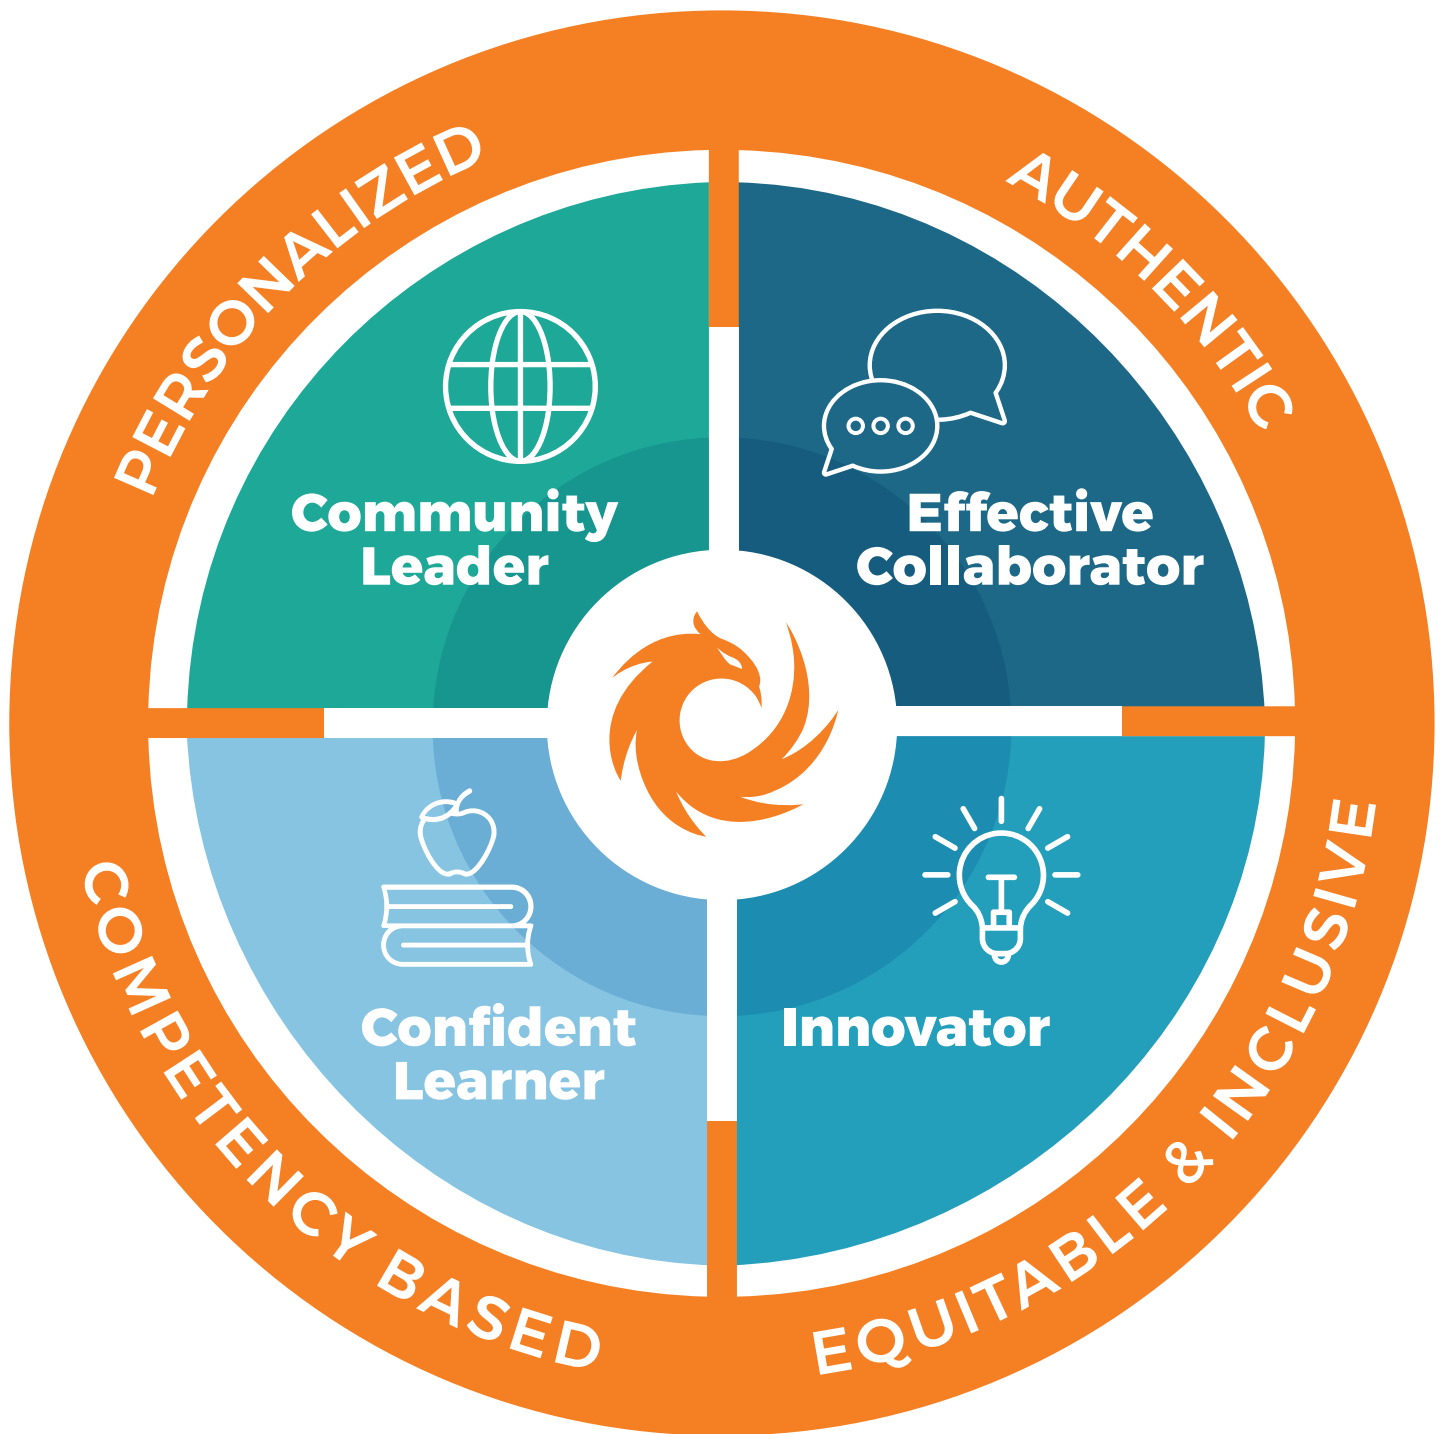 PERSONALIZED
AUTHENTIC
Community
Leader
Effective
Collaborator
Confident
Learner
Innovator
COMPETENCY BASED
EQUITABLE & INCLUSIVE